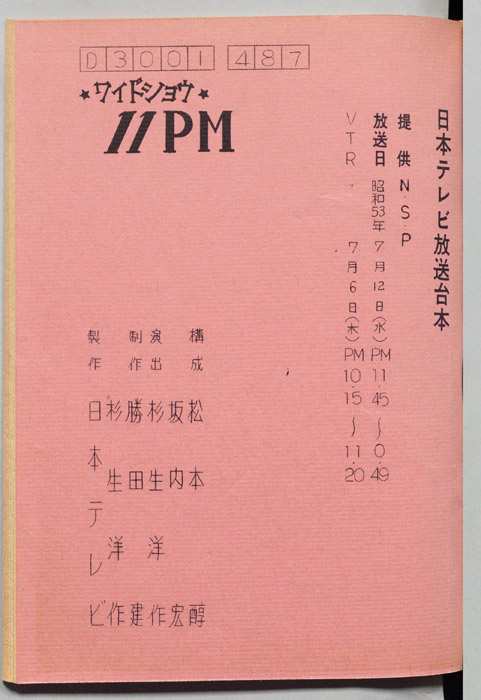 D3001 487
★ワイドショウ★
11PM
日本テレビ放送台本
提供 N・S・P
放送日 昭和53年7月12日(水)PM11.45〜0.49
VTR 〃 7月6日(木)PM10.15〜11.20
構成 松本醇
坂内宏
演出 杉生洋作
制作 勝田建
杉生洋作
製作 日本テレビ